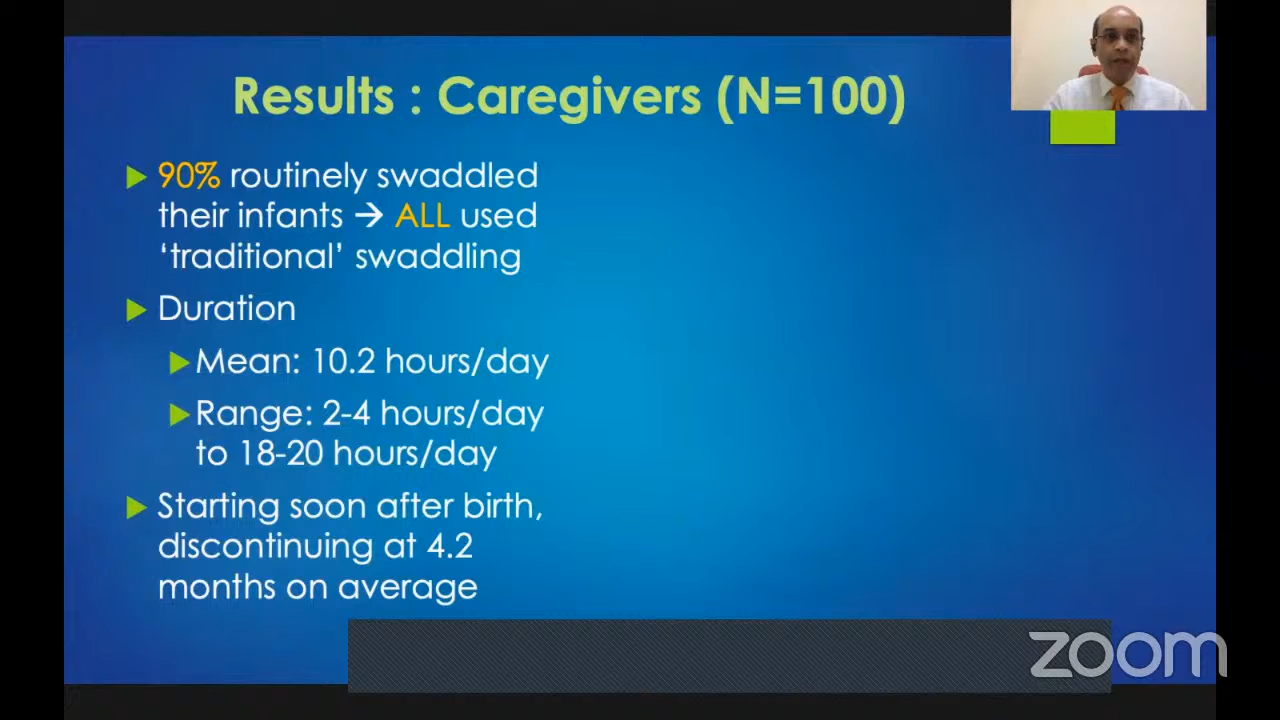 Results : Caregivers (N=100)
90% routinely swaddled
their infants → ALL used
‘traditional’ swaddling
Duration
Mean: 10.2 hours/day
Range: 2-4 hours/day
to 18-20 hours/day
Starting soon after birth,
discontinuing at 4.2
months on average
zoom